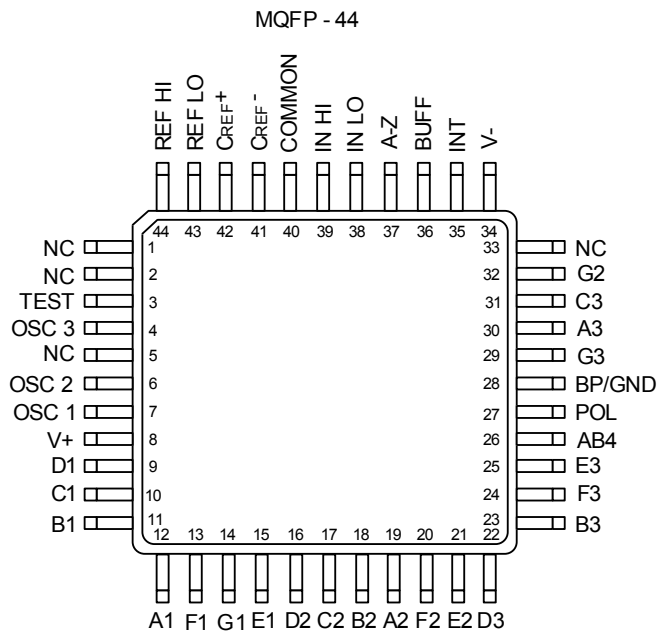 MQFP - 44
REF HI
REF LO
CREF+
CREF-
COMMON
IN HI
IN LO
A-Z
BUFF
INT
V-
44 43 42 41 40 39 38 37 36 35 34
NC 1
NC 2
TEST 3
OSC 3 4
NC 5
OSC 2 6
OSC 1 7
V+ 8
D1 9
C1 10
B1 11
33 NC
32 G2
31 C3
30 A3
29 G3
28 BP/GND
27 POL
26 AB4
25 E3
24 F3
23 B3
12 13 14 15 16 17 18 19 20 21 22
A1 F1 G1 E1 D2 C2 B2 A2 F2 E2 D3